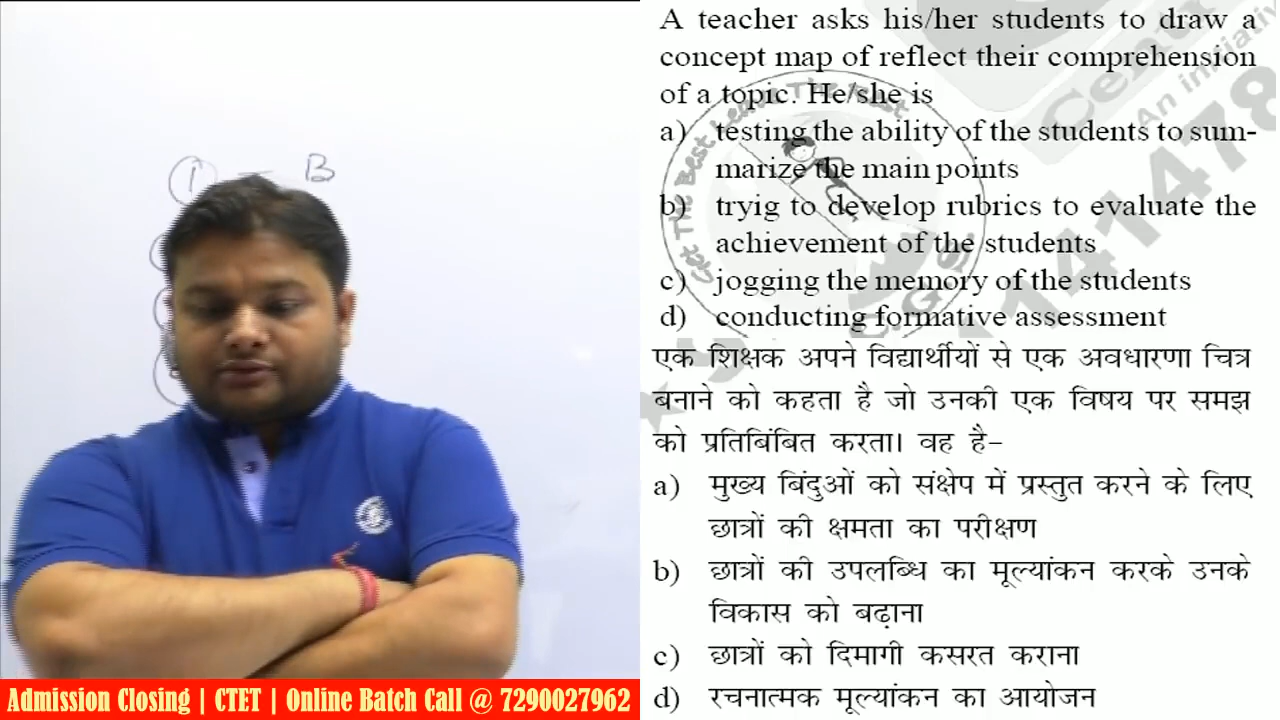 ① – B
A teacher asks his/her students to draw a
concept map of reflect their comprehension
of a topic. He/she is
a) testing the ability of the students to sum-
marize the main points
b) tryig to develop rubrics to evaluate the
achievement of the students
c) jogging the memory of the students
d) conducting formative assessment
एक शिक्षक अपने विद्यार्थीयों से एक अवधारणा चित्र
बनाने को कहता है जो उनकी एक विषय पर समझ
को प्रतिबिंबित करता। वह है–
a) मुख्य बिंदुओं को संक्षेप में प्रस्तुत करने के लिए
छात्रों की क्षमता का परीक्षण
b) छात्रों की उपलब्धि का मूल्यांकन करके उनके
विकास को बढ़ाना
c) छात्रों को दिमागी कसरत कराना
d) रचनात्मक मूल्यांकन का आयोजन
Admission Closing | CTET | Online Batch Call @ 7290027962